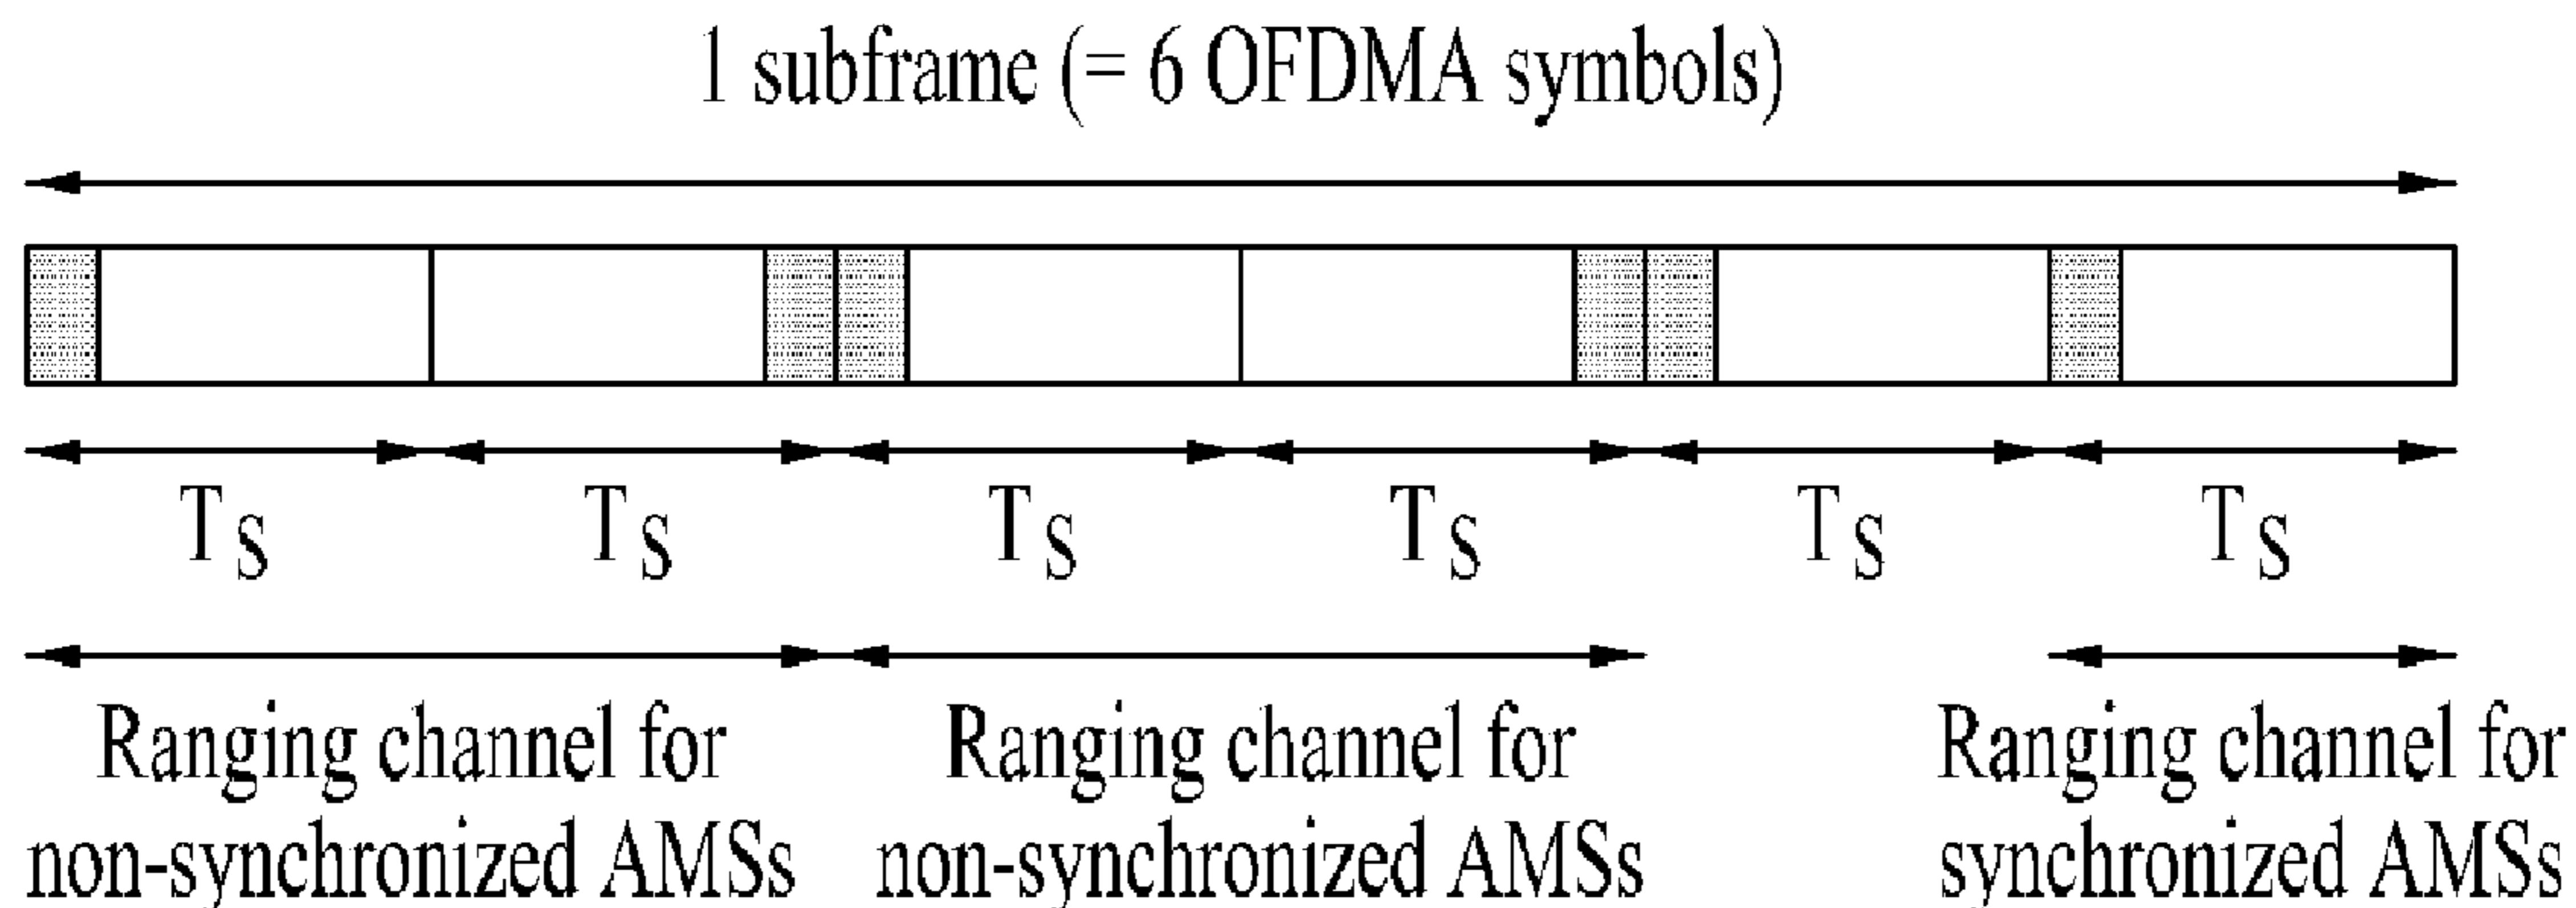 1 subframe (= 6 OFDMA symbols)
TS TS TS TS TS TS
Ranging channel for Ranging channel for Ranging channel for
non-synchronized AMSs non-synchronized AMSs synchronized AMSs